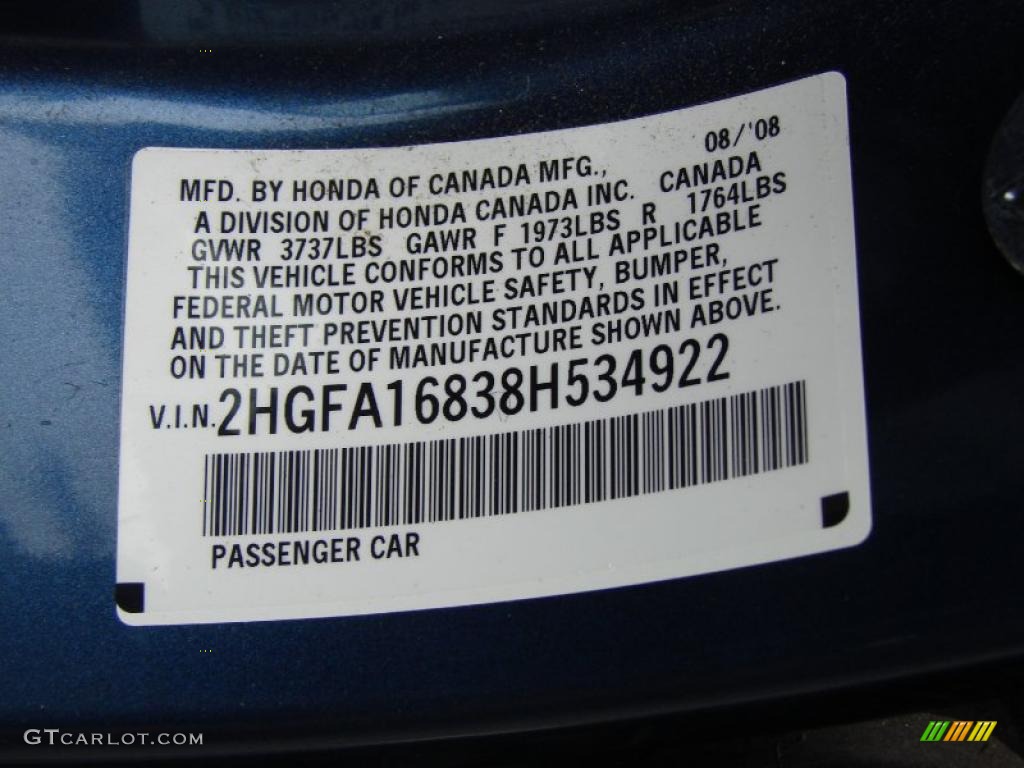 08/'08
MFD. BY HONDA OF CANADA MFG.,
A DIVISION OF HONDA CANADA INC. CANADA
GVWR 3737LBS GAWR F 1973LBS R 1764LBS
THIS VEHICLE CONFORMS TO ALL APPLICABLE
FEDERAL MOTOR VEHICLE SAFETY, BUMPER,
AND THEFT PREVENTION STANDARDS IN EFFECT
ON THE DATE OF MANUFACTURE SHOWN ABOVE.
V.I.N. 2HGFA16838H534922
PASSENGER CAR
GTCARLOT.COM